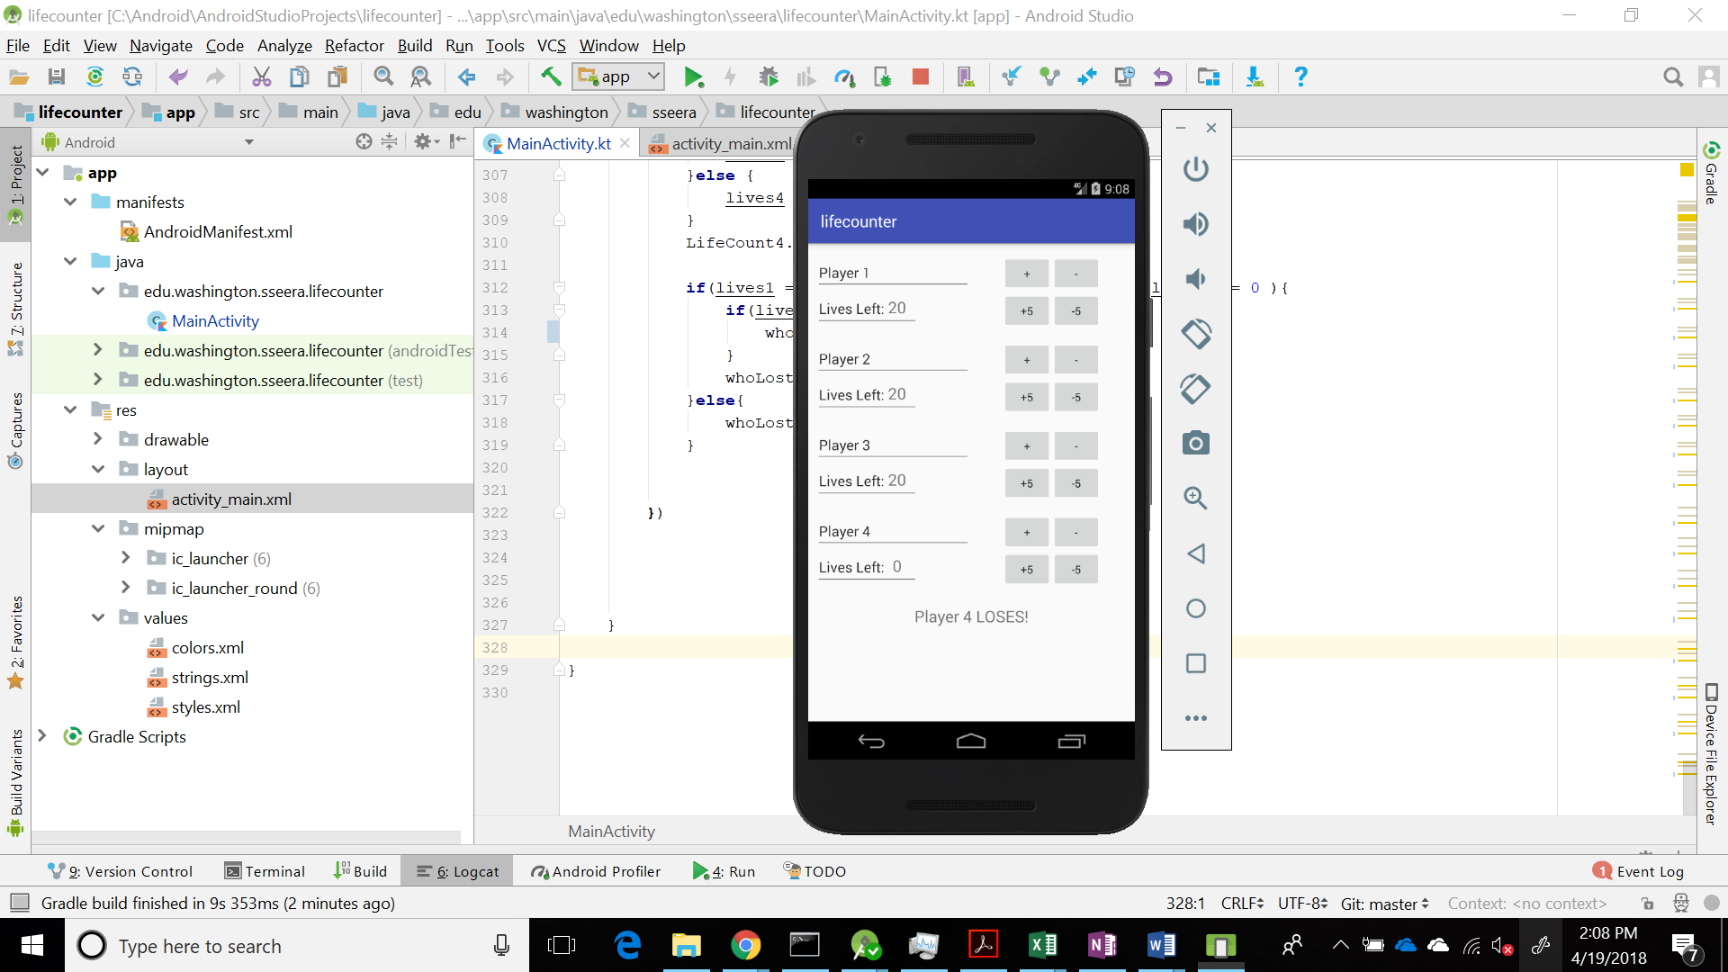 lifecounter [C:\Android\AndroidStudioProjects\lifecounter] - ...\app\src\main\java\edu\washington\sseera\lifecounter\MainActivity.kt [app] - Android Studio
File Edit View Navigate Code Analyze Refactor Build Run Tools VCS Window Help
app
lifecounter app src main java edu washington sseera lifecounter
Android
MainActivity.kt
activity_main.xml
1: Project
7: Structure
Captures
2: Favorites
Build Variants
app
manifests
AndroidManifest.xml
java
edu.washington.sseera.lifecounter
MainActivity
edu.washington.sseera.lifecounter (androidTest
edu.washington.sseera.lifecounter (test)
res
drawable
layout
activity_main.xml
mipmap
ic_launcher (6)
ic_launcher_round (6)
values
colors.xml
strings.xml
styles.xml
Gradle Scripts
307 }else {
308 lives4
309 }
310 LifeCount4.
311
312 if(lives1 = l = 0 ){
313 if(live
314 who
315 }
316 whoLost
317 }else{
318 whoLost
319 }
320
321
322 })
323
324
325
326
327 }
328
329 }
330
MainActivity
4G 9:08
lifecounter
Player 1 + -
Lives Left: 20 +5 -5
Player 2 + -
Lives Left: 20 +5 -5
Player 3 + -
Lives Left: 20 +5 -5
Player 4 + -
Lives Left: 0 +5 -5
Player 4 LOSES!
Gradle
Device File Explorer
9: Version Control Terminal Build 6: Logcat Android Profiler 4: Run TODO 1 Event Log
Gradle build finished in 9s 353ms (2 minutes ago) 328:1 CRLF UTF-8 Git: master Context: <no context>
Type here to search
2:08 PM
4/19/2018
7